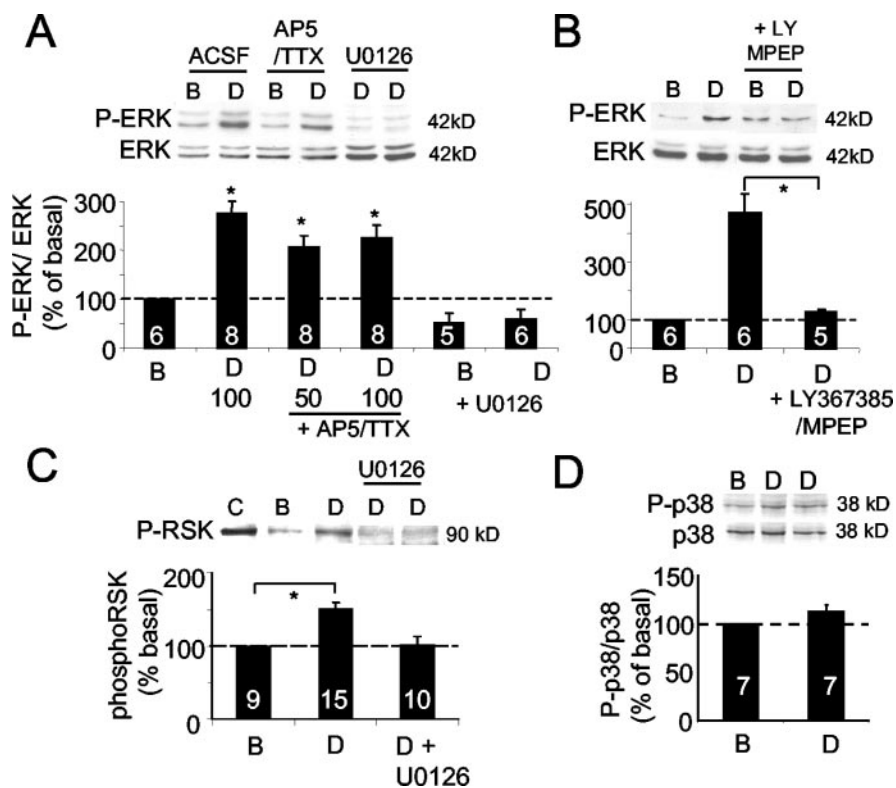 A
AP5
ACSF /TTX U0126
B D B D D D
P-ERK 42kD
ERK 42kD
P-ERK/ ERK
(% of basal)
300
200
100
0
* * *
6 8 8 8 5 6
B D D D B D
100 50 100 + U0126
+ AP5/TTX
B
+ LY
MPEP
B D B D
P-ERK 42kD
ERK 42kD
500
300
100
0
*
6 6 5
B D D
+ LY367385
/MPEP
C
U0126
C B D D D
P-RSK 90 kD
phosphoRSK
(% basal)
200
150
100
50
0
*
9 15 10
B D D +
U0126
D
B D D
P-p38 38 kD
p38 38 kD
P-p38/p38
(% of basal)
150
100
50
0
7 7
B D